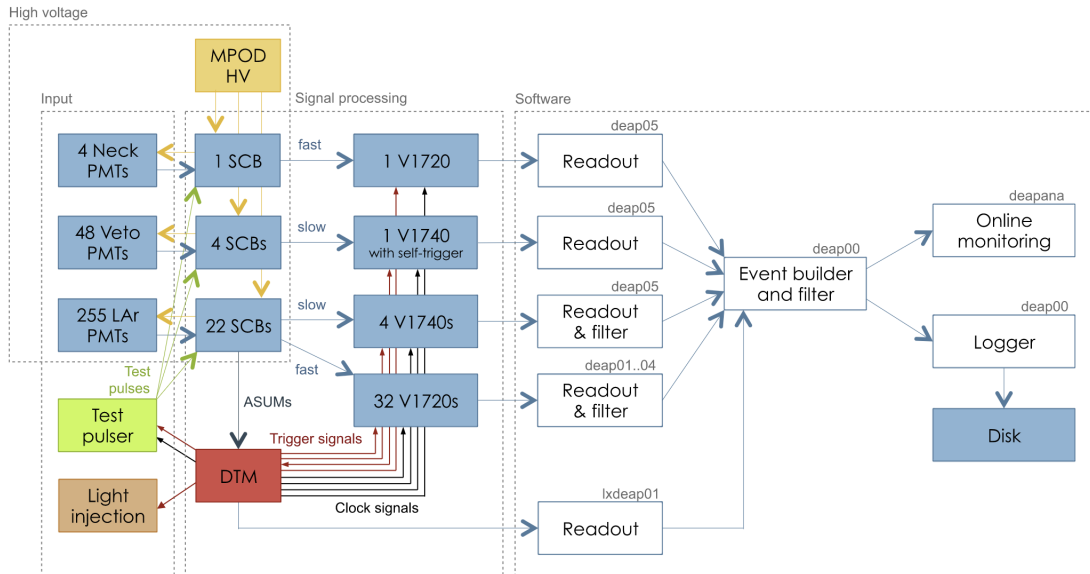 High voltage
MPOD
HV
Input
Signal processing
Software
4 Neck
PMTs
1 SCB
fast
1 V1720
deap05
Readout
48 Veto
PMTs
4 SCBs
slow
1 V1740
with self-trigger
deap05
Readout
255 LAr
PMTs
22 SCBs
slow
4 V1740s
deap05
Readout
& filter
fast
32 V1720s
deap01..04
Readout
& filter
deap00
Event builder
and filter
deapana
Online
monitoring
deap00
Logger
Disk
Test
pulses
ASUMs
Test
pulser
Trigger signals
DTM
Clock signals
Light
injection
lxdeap01
Readout